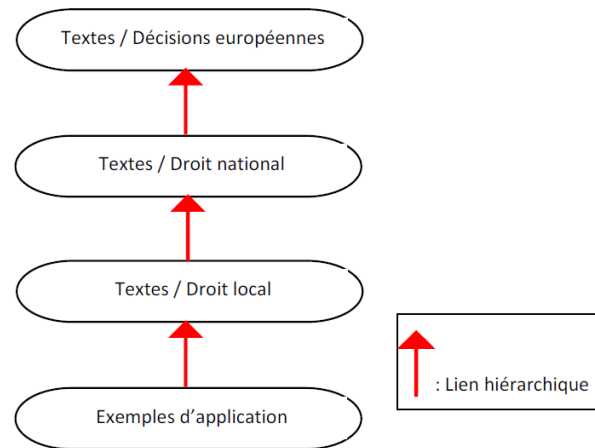 Textes / Décisions européennes
Textes / Droit national
Textes / Droit local
Exemples d’application
: Lien hiérarchique